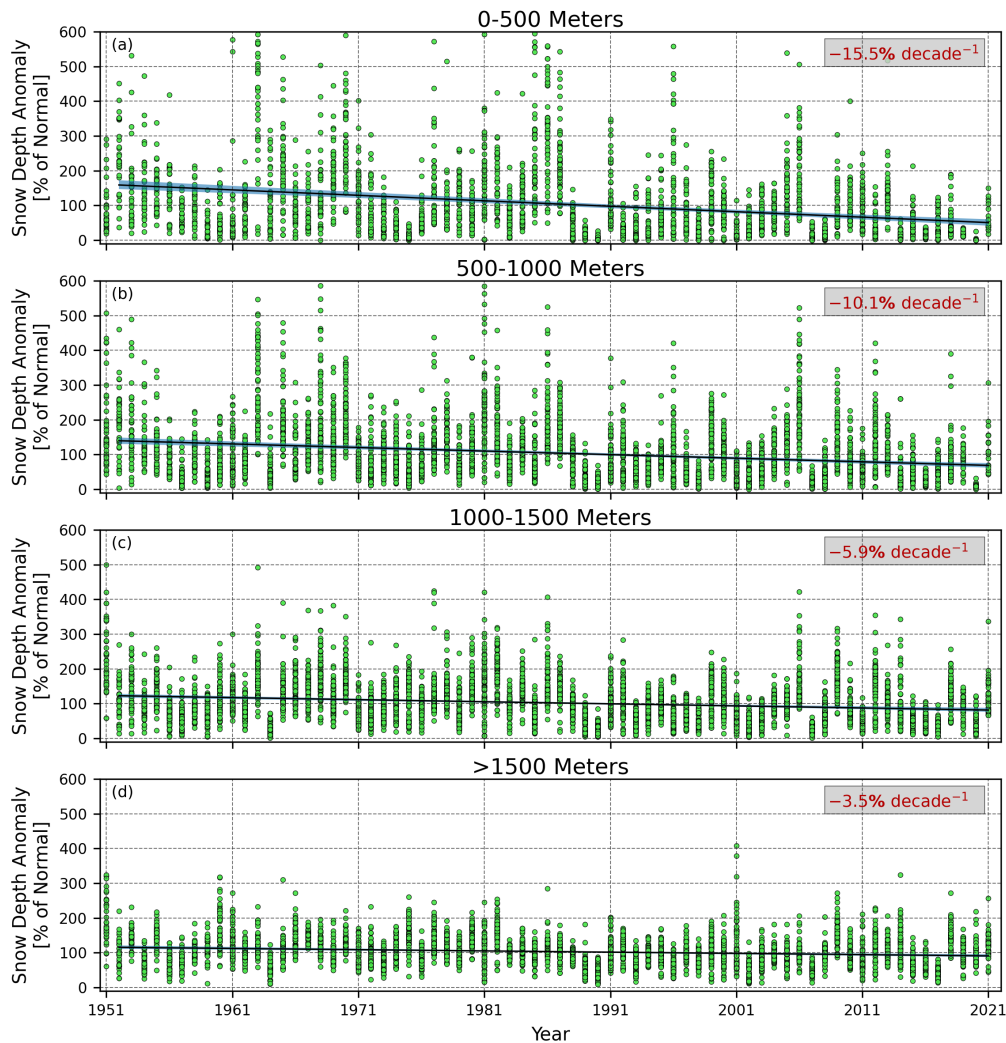 0-500 Meters
(a)
−15.5% decade⁻¹
600
500
400
300
200
100
0
Snow Depth Anomaly
[% of Normal]
500-1000 Meters
(b)
−10.1% decade⁻¹
600
500
400
300
200
100
0
Snow Depth Anomaly
[% of Normal]
1000-1500 Meters
(c)
−5.9% decade⁻¹
600
500
400
300
200
100
0
Snow Depth Anomaly
[% of Normal]
>1500 Meters
(d)
−3.5% decade⁻¹
600
500
400
300
200
100
0
Snow Depth Anomaly
[% of Normal]
1951 1961 1971 1981 1991 2001 2011 2021
Year